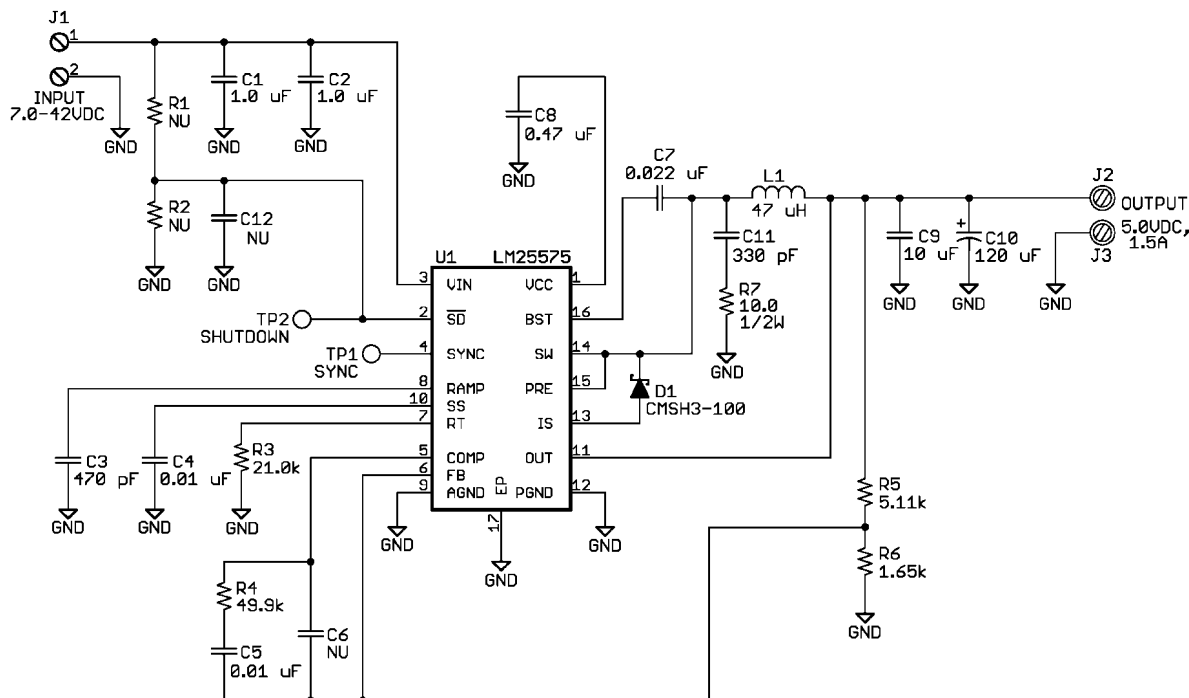 J1
1
2
INPUT
7.0-42VDC
GND
R1
NU
C1
1.0 uF
GND
C2
1.0 uF
GND
R2
NU
GND
C12
NU
GND
C8
0.47 uF
GND
C7
0.022 uF
L1
47 uH
C11
330 pF
R7
10.0
1/2W
GND
C9
10 uF
GND
C10
+
120 uF
GND
J2
OUTPUT
5.0VDC,
1.5A
J3
GND
U1 LM25575
3 VIN VCC 1
2 SD BST 16
4 SYNC SW 14
8 RAMP PRE 15
10 SS
7 RT IS 13
5 COMP OUT 11
6 FB
9 AGND EP PGND 12
17
GND
GND
GND
TP2
SHUTDOWN
TP1
SYNC
D1
CMSH3-100
C3
470 pF
GND
C4
0.01 uF
GND
R3
21.0k
GND
R4
49.9k
C5
0.01 uF
C6
NU
R5
5.11k
R6
1.65k
GND